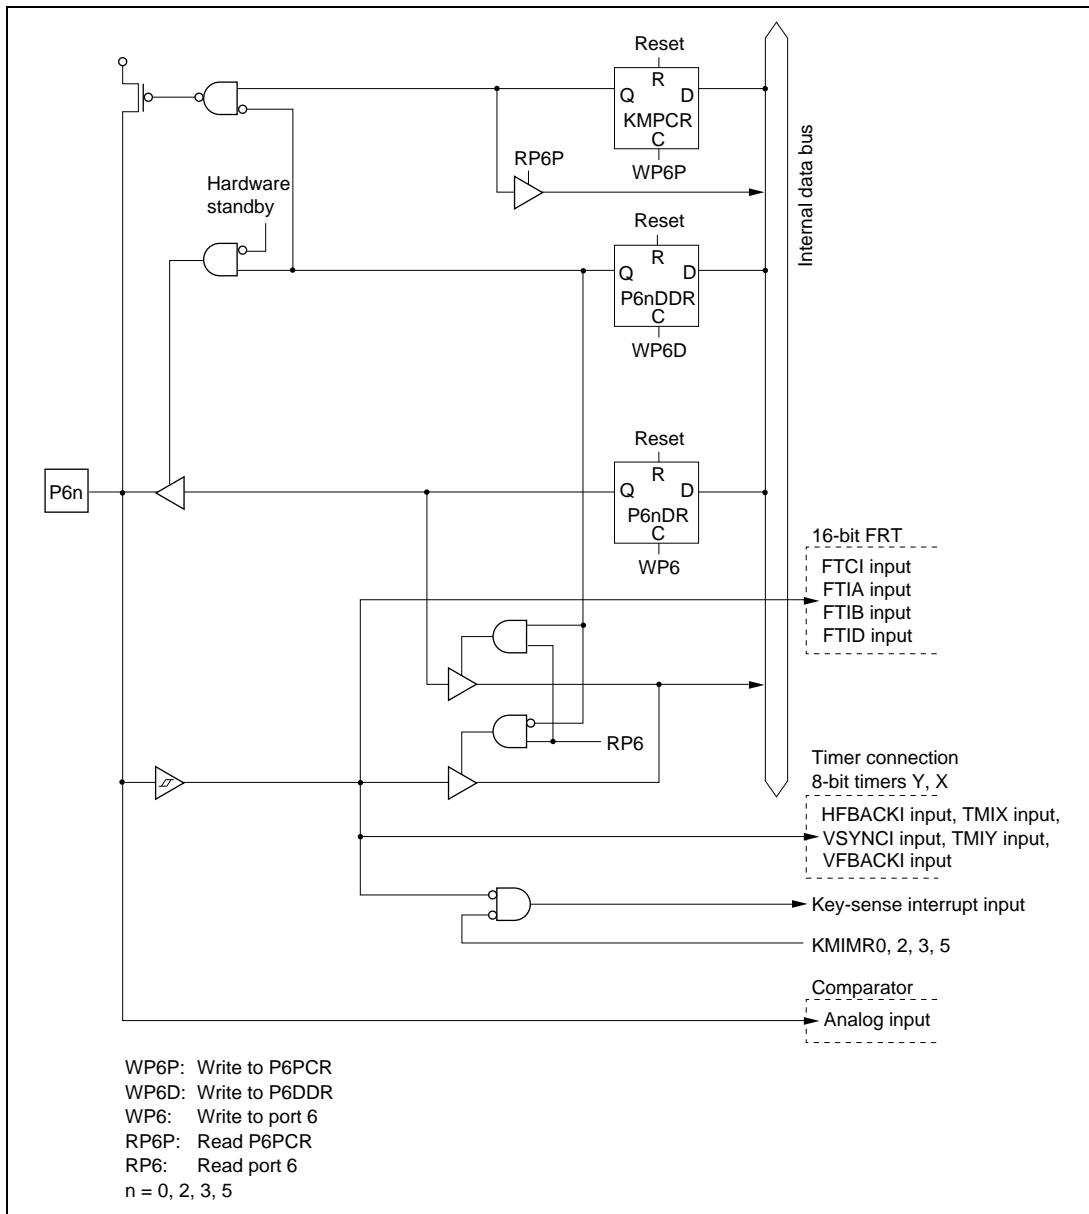 Reset
R
Q D
KMPCR
C
WP6P
RP6P
Internal data bus
Hardware
standby
Reset
R
Q D
P6nDDR
C
WP6D
Reset
R
P6n
Q D
P6nDR
C
WP6
16-bit FRT
FTCI input
FTIA input
FTIB input
FTID input
RP6
Timer connection
8-bit timers Y, X
HFBACKI input, TMIX input,
VSYNCI input, TMIY input,
VFBACKI input
Key-sense interrupt input
KMIMR0, 2, 3, 5
Comparator
Analog input
WP6P: Write to P6PCR
WP6D: Write to P6DDR
WP6: Write to port 6
RP6P: Read P6PCR
RP6: Read port 6
n = 0, 2, 3, 5